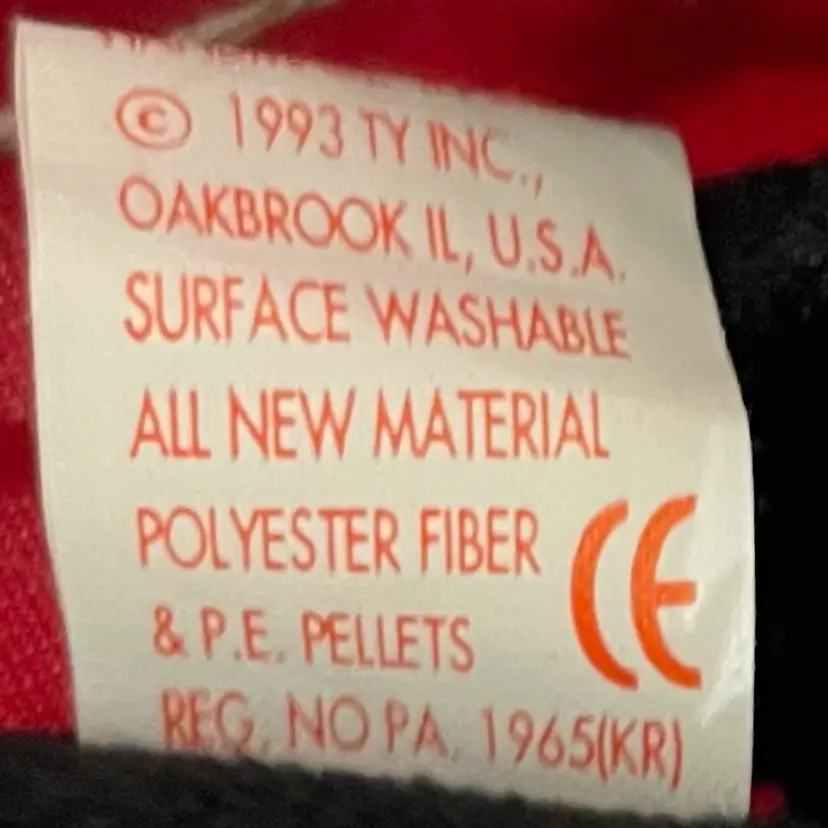 © 1993 TY INC.,
OAKBROOK IL, U.S.A.
SURFACE WASHABLE
ALL NEW MATERIAL
POLYESTER FIBER
& P.E. PELLETS
CE
REG. NO PA. 1965(KR)